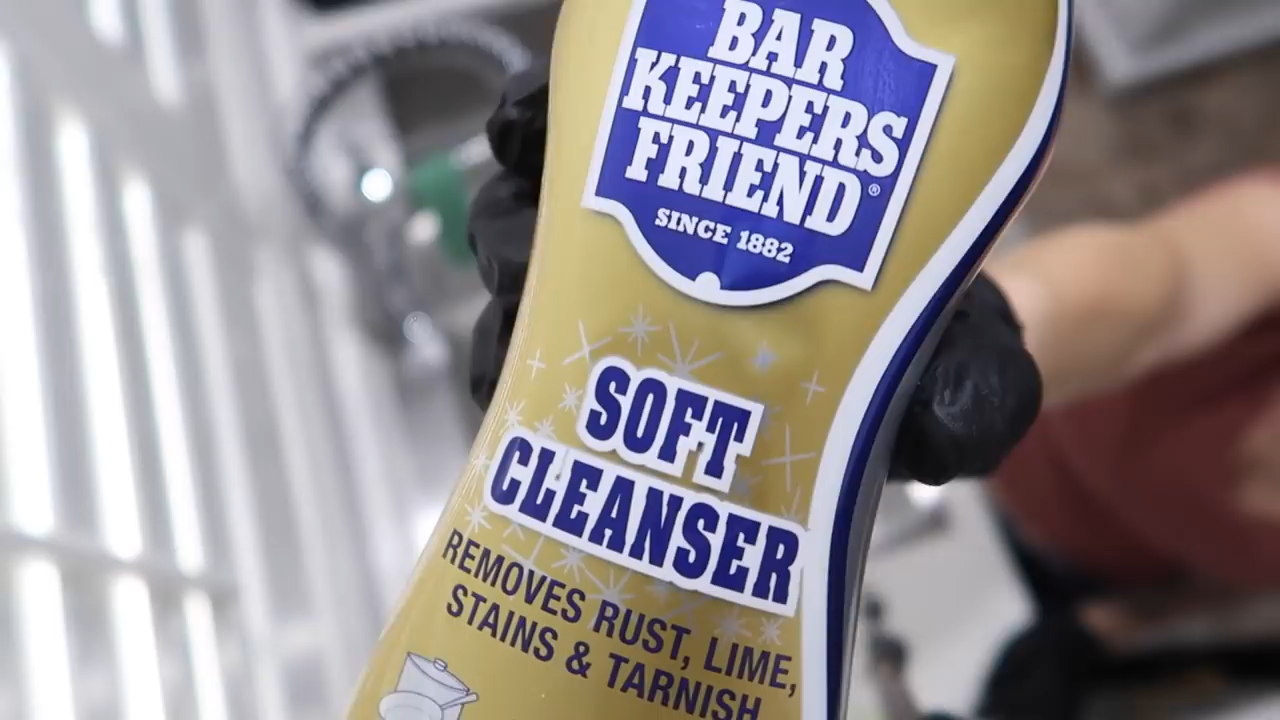 BAR
KEEPERS
FRIEND®
SINCE 1882
SOFT
CLEANSER
REMOVES RUST, LIME,
STAINS & TARNISH